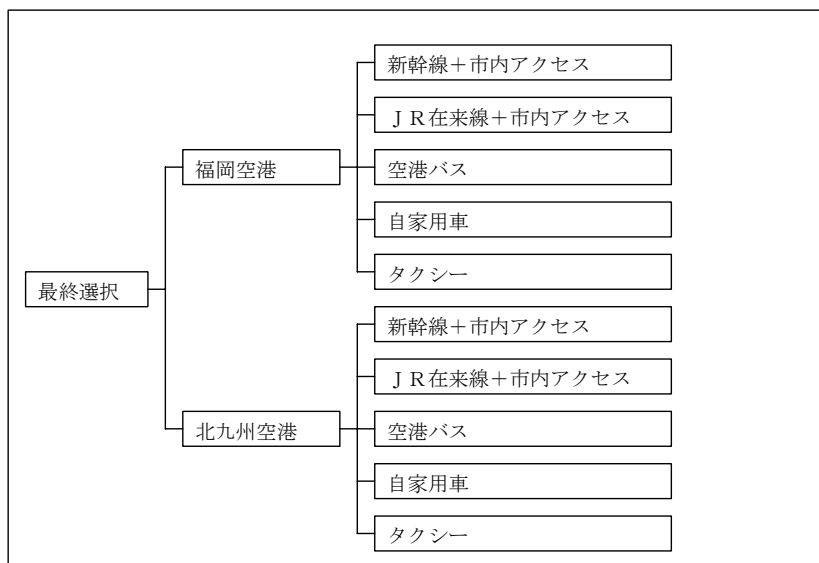 新幹線＋市内アクセス
ＪＲ在来線＋市内アクセス
福岡空港
空港バス
自家用車
タクシー
最終選択
新幹線＋市内アクセス
ＪＲ在来線＋市内アクセス
北九州空港
空港バス
自家用車
タクシー